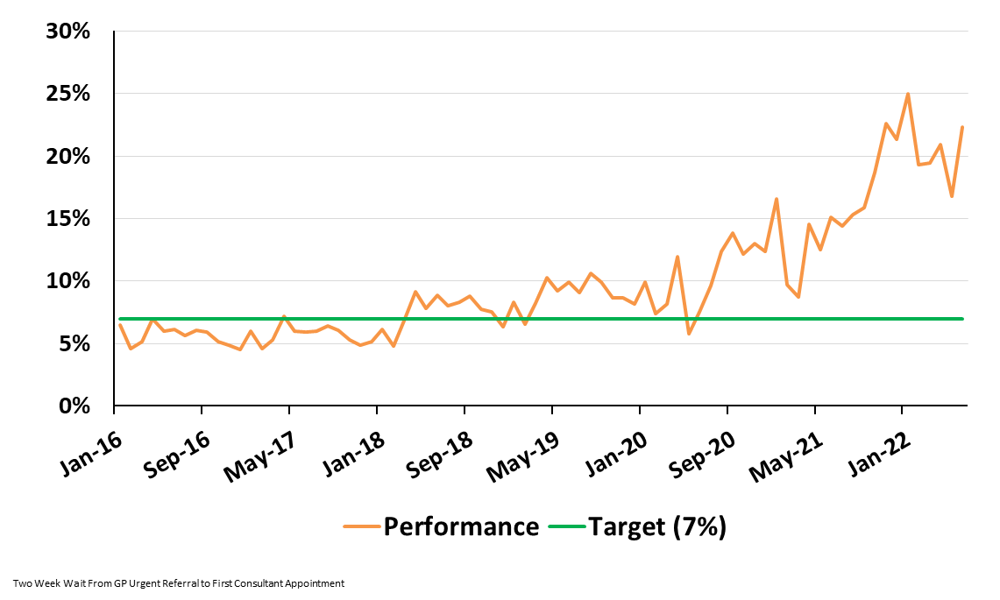 30%
25%
20%
15%
10%
5%
0%
Jan-16 Sep-16 May-17 Jan-18 Sep-18 May-19 Jan-20 Sep-20 May-21 Jan-22
Performance Target (7%)
Two Week Wait From GP Urgent Referral to First Consultant Appointment